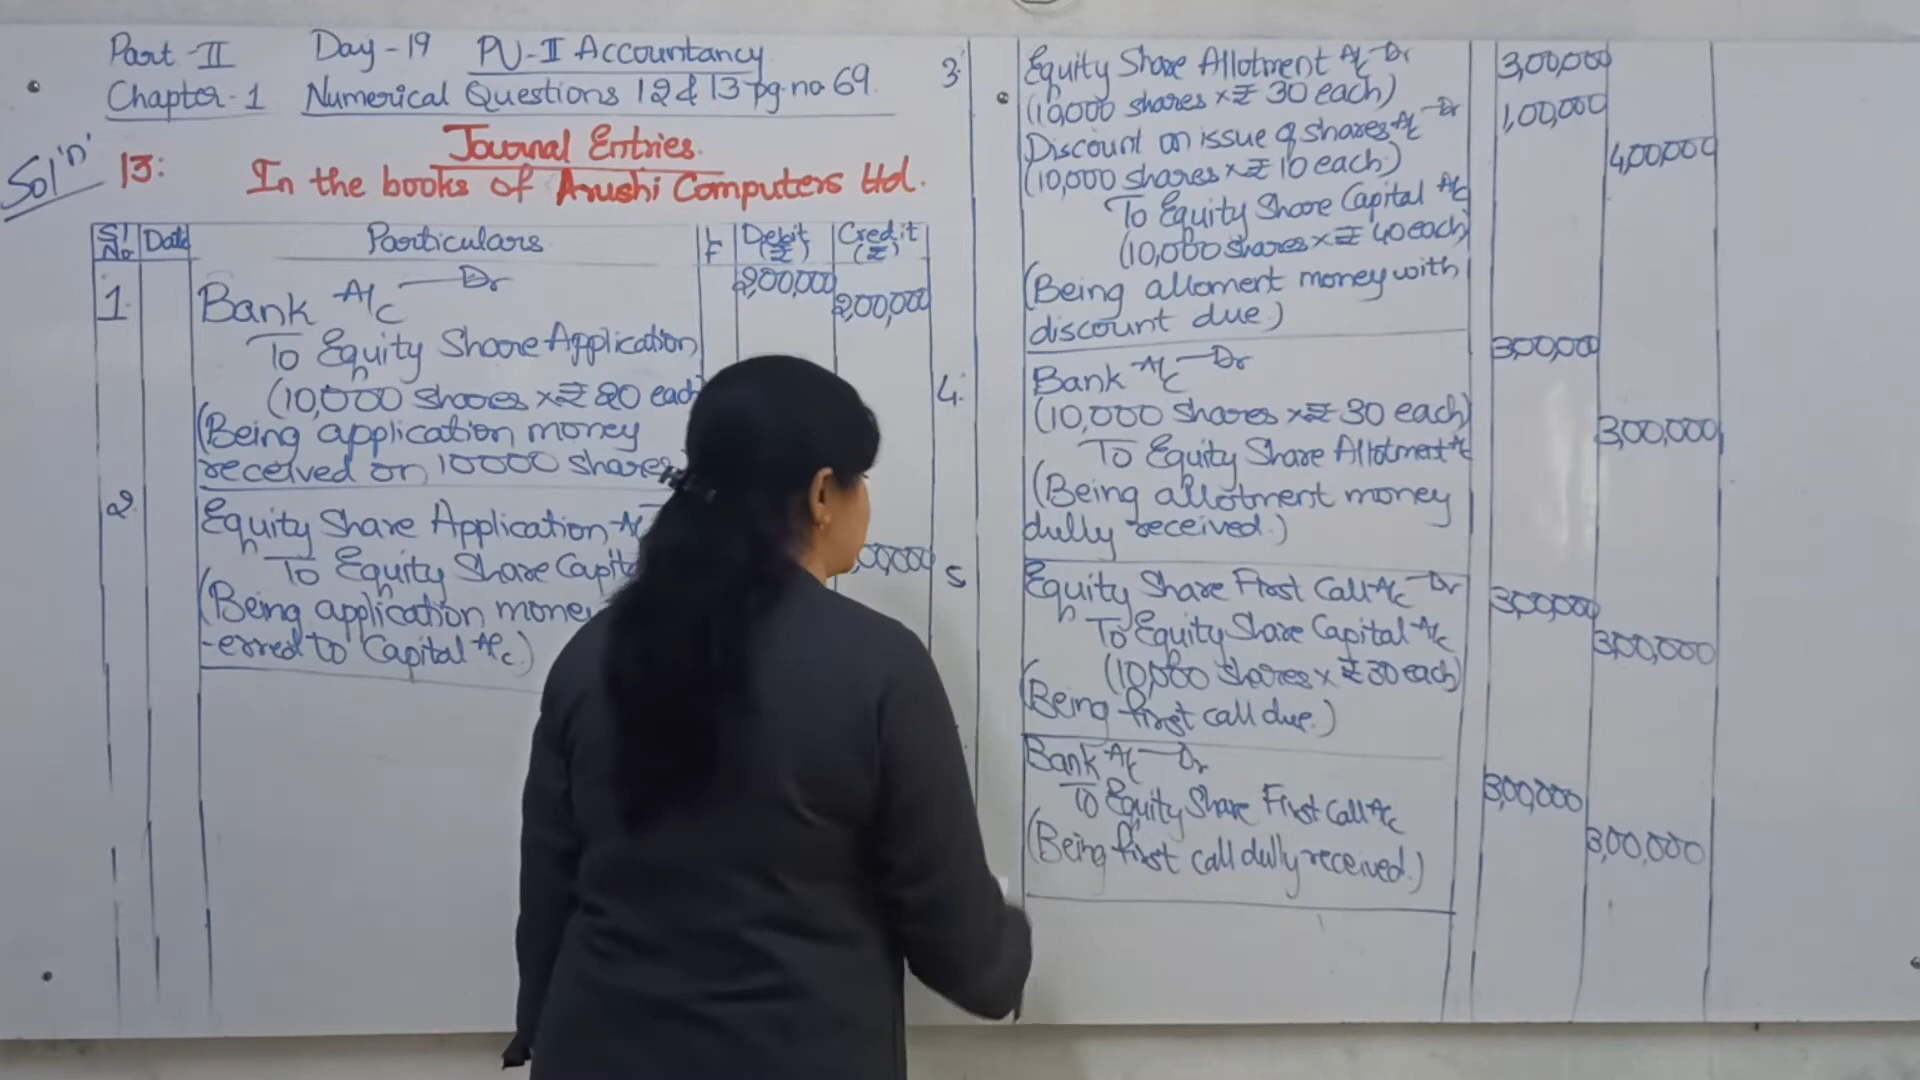 Part-II Day-19 PU-II Accountancy
Chapter-1 Numerical Questions 12 & 13 pg.no 69.
Sol'n' 13: Journal Entries.
In the books of Arushi Computers Ltd.
Sl No Date Particulars LF Debit (₹) Credit (₹)
1. Bank A/c Dr 2,00,000
To Equity Share Application 2,00,000
(10,000 shares x ₹ 20 each
(Being application money
received on 10000 shares
2. Equity Share Application A/c
To Equity Share Capita 00,000
(Being application mone
-erred to Capital A/c.)
3. Equity Share Allotment A/c Dr 3,00,000
(10,000 shares x ₹ 30 each)
Discount on issue of shares A/c Dr 1,00,000
(10,000 shares x ₹ 10 each)
To Equity Share Capital A/c 4,00,000
(10,000 shares x ₹ 40 each)
(Being alloment money with
discount due.)
4. Bank A/c Dr 3,00,000
(10,000 shares x ₹ 30 each)
To Equity Share Allotment A/c 3,00,000
(Being allotment money
dully received.)
5 Equity Share First Call A/c Dr 3,00,000
To Equity Share Capital A/c 3,00,000
(10,000 shares x ₹ 30 each)
(Being first call due.)
Bank A/c Dr 3,00,000
To Equity Share First Call A/c 3,00,000
(Being first call dully received.)